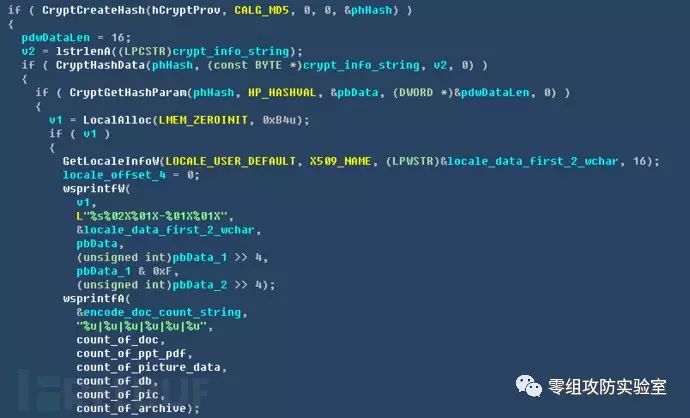 if ( CryptCreateHash(hCryptProv, CALG_MD5, 0, 0, &phHash) )
{
pdwDataLen = 16;
v2 = lstrlenA((LPCSTR)crypt_info_string);
if ( CryptHashData(phHash, (const BYTE *)crypt_info_string, v2, 0) )
{
if ( CryptGetHashParam(phHash, HP_HASHVAL, &pbData, (DWORD *)&pdwDataLen, 0) )
{
v1 = LocalAlloc(LMEM_ZEROINIT, 0xB4u);
if ( v1 )
{
GetLocaleInfoW(LOCALE_USER_DEFAULT, X509_NAME, (LPWSTR)&locale_data_first_2_wchar, 16);
locale_offset_4 = 0;
wsprintfW(
v1,
L"%s%02X%01X-%01X%01X",
&locale_data_first_2_wchar,
pbData,
(unsigned int)pbData_1 >> 4,
pbData_1 & 0xF,
(unsigned int)pbData_2 >> 4);
wsprintfA(
&encode_doc_count_string,
"%u|%u|%u|%u|%u|%u",
count_of_doc,
count_of_ppt_pdf,
count_of_picture_data,
count_of_db,
count_of_pic,
count_of_archive);
零组攻防实验室